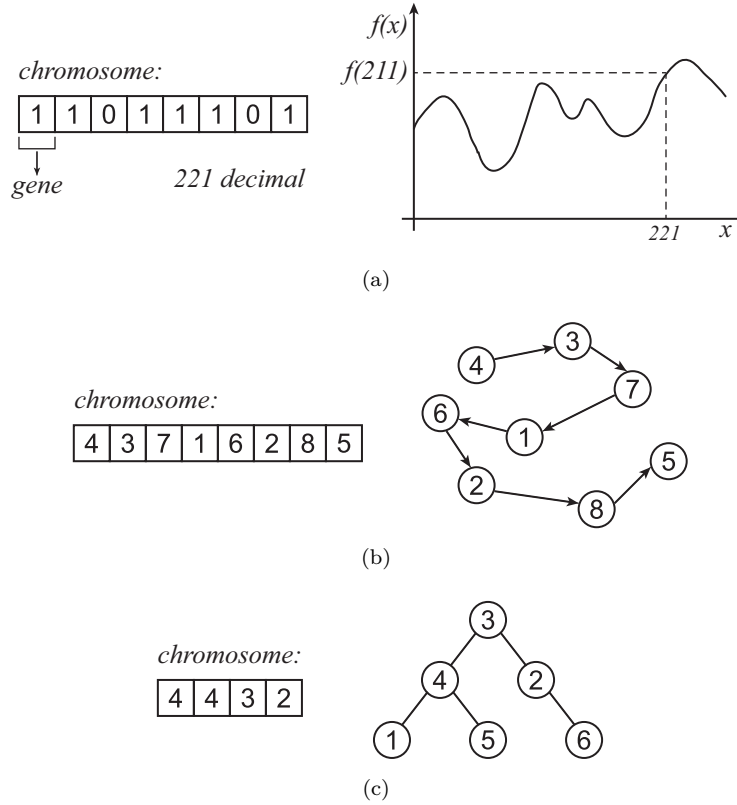 f(x)
chromosome:
f(211)
1 1 0 1 1 1 0 1
gene
221 decimal
221
x
(a)
chromosome:
4 3 7 1 6 2 8 5
3
4
7
6
1
5
2
8
(b)
chromosome:
4 4 3 2
3
4 2
1 5 6
(c)